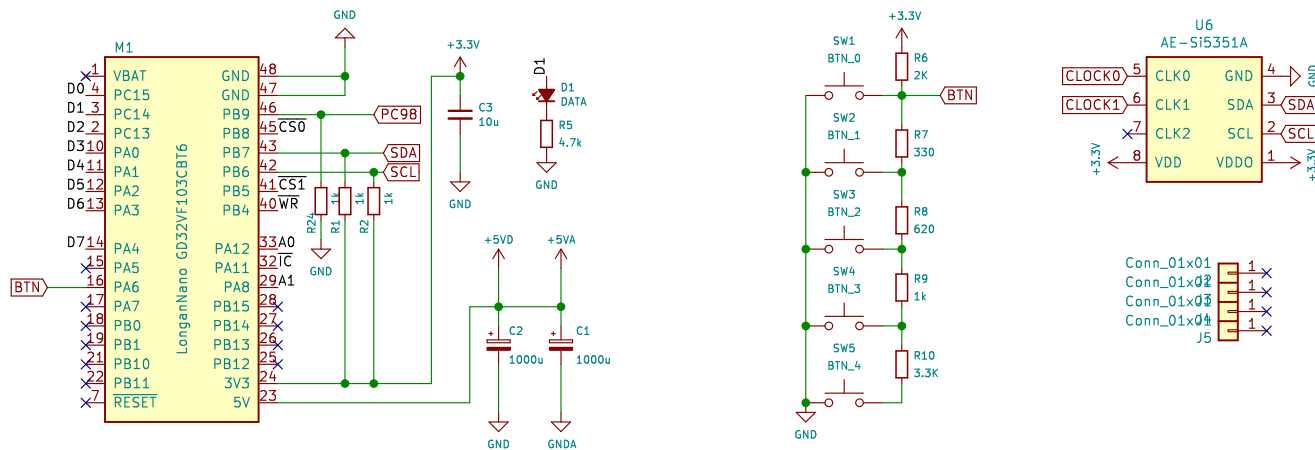 M1
LonganNano GD32VF103CBT6
1 VBAT
D0 4 PC15
D1 3 PC14
D2 2 PC13
D3 10 PA0
D4 11 PA1
D5 12 PA2
D6 13 PA3
D7 14 PA4
15 PA5
BTN 16 PA6
17 PA7
18 PB0
19 PB1
21 PB10
22 PB11
7 RESET
GND
GND 48
GND 47
PB9 46 PC98
PB8 45 CS0
PB7 43 SDA
PB6 42 SCL
PB5 41 CS1
PB4 40 WR
PA12 33 A0
PA11 32 IC
PA8 29 A1
PB15 28
PB14 27
PB13 26
PB12 25
3V3 24
5V 23
R24
R1 1k
R2 1k
GND
+3.3V
C3
10u
GND
D1
D1
DATA
R5
4.7k
GND
+5VD
+5VA
+ C2
1000u
+ C1
1000u
GND
GNDA
+3.3V
SW1
BTN_0
R6
2K
BTN
SW2
BTN_1
R7
330
SW3
BTN_2
R8
620
SW4
BTN_3
R9
1k
SW5
BTN_4
R10
3.3K
GND
U6
AE-Si5351A
CLOCK0 5 CLK0
CLOCK1 6 CLK1
7 CLK2
+3.3V 8 VDD
GND 4 GND
SDA 3 SDA
SCL 2 SCL
VDDO 1 +3.3V
Conn_01x01 1
J2
Conn_01x01 1
J3
Conn_01x01 1
J4
Conn_01x01 1
J5